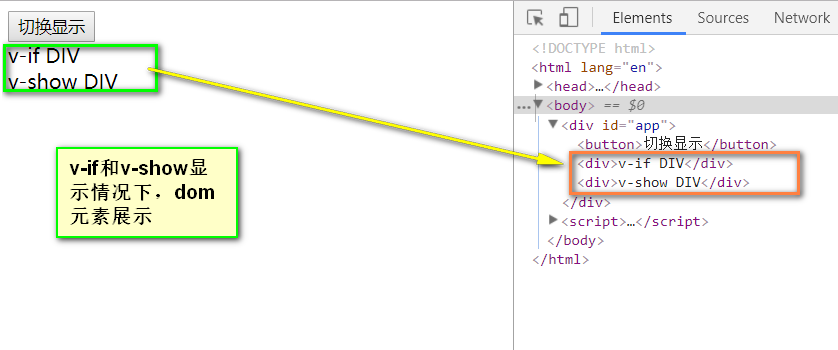 切换显示
v-if DIV
v-show DIV
v-if和v-show显
示情况下，dom
元素展示
Elements Sources Network
<!DOCTYPE html>
<html lang="en">
▶<head>…</head>
…▼<body> == $0
▼<div id="app">
<button>切换显示</button>
<div>v-if DIV</div>
<div>v-show DIV</div>
</div>
▶<script>…</script>
</body>
</html>